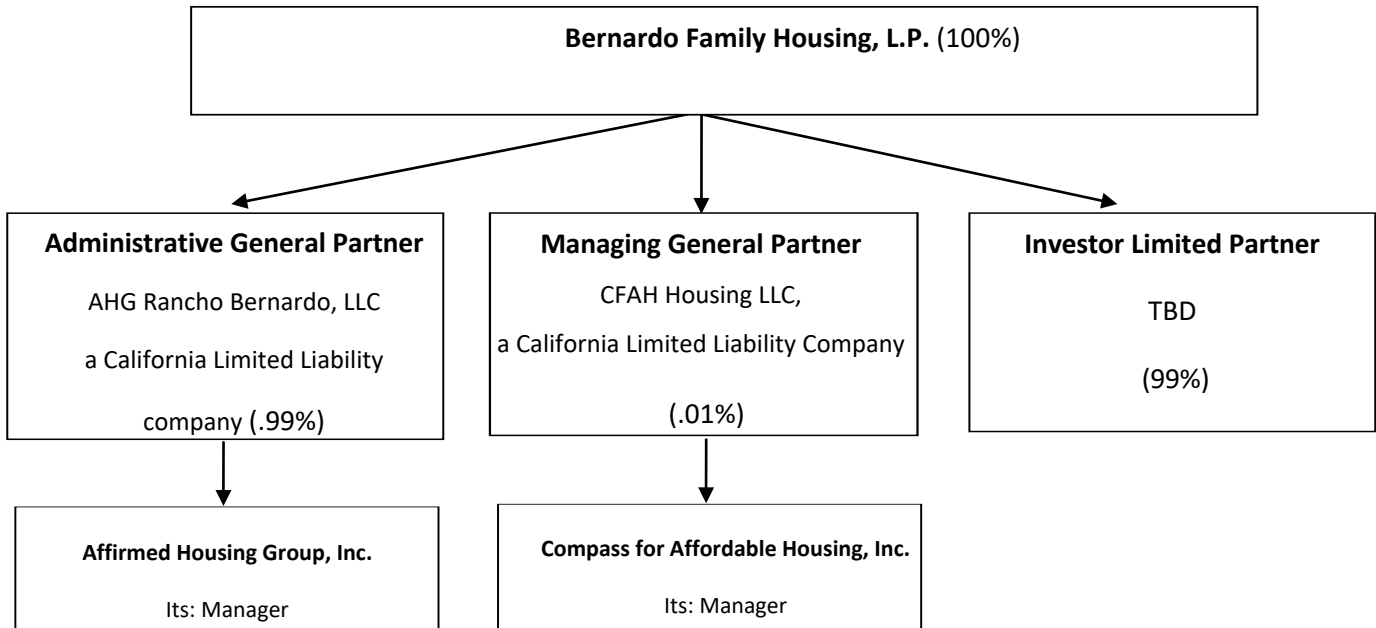 Bernardo Family Housing, L.P. (100%)
Administrative General Partner
AHG Rancho Bernardo, LLC
a California Limited Liability
company (.99%)
Managing General Partner
CFAH Housing LLC,
a California Limited Liability Company
(.01%)
Investor Limited Partner
TBD
(99%)
Affirmed Housing Group, Inc.
Its: Manager
Compass for Affordable Housing, Inc.
Its: Manager